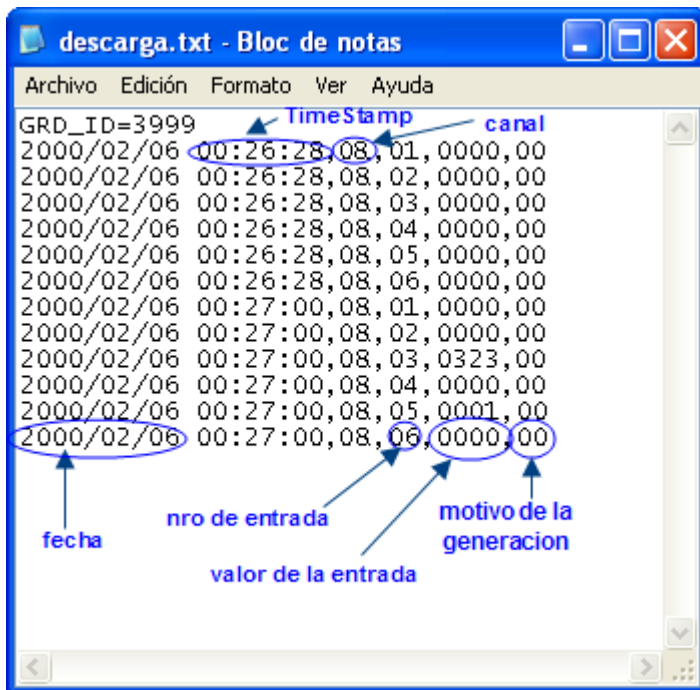 descarga.txt - Bloc de notas
Archivo Edición Formato Ver Ayuda
TimeStamp
canal
GRD_ID=3999
2000/02/06 00:26:28,08,01,0000,00
2000/02/06 00:26:28,08,02,0000,00
2000/02/06 00:26:28,08,03,0000,00
2000/02/06 00:26:28,08,04,0000,00
2000/02/06 00:26:28,08,05,0000,00
2000/02/06 00:26:28,08,06,0000,00
2000/02/06 00:27:00,08,01,0000,00
2000/02/06 00:27:00,08,02,0000,00
2000/02/06 00:27:00,08,03,0323,00
2000/02/06 00:27:00,08,04,0000,00
2000/02/06 00:27:00,08,05,0001,00
2000/02/06 00:27:00,08,06,0000,00
fecha
nro de entrada
valor de la entrada
motivo de la
generacion